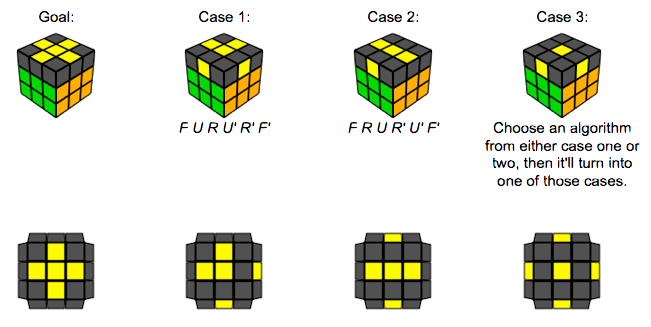 Goal:
Case 1:
Case 2:
Case 3:
F U R U' R' F'
F R U R' U' F'
Choose an algorithm
from either case one or
two, then it'll turn into
one of those cases.